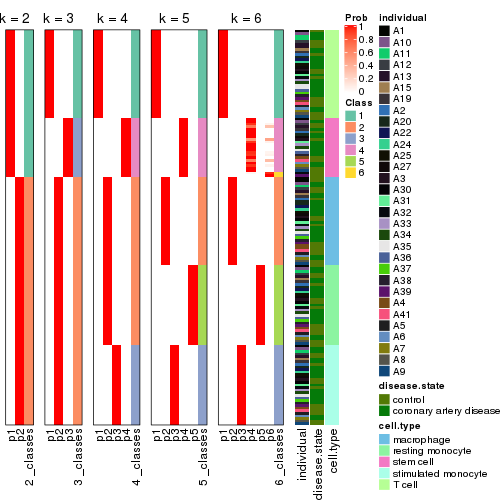 k = 2
k = 3
k = 4
k = 5
k = 6
p1
p2
2_classes
p1
p2
p3
3_classes
p1
p2
p3
p4
4_classes
p1
p2
p3
p4
p5
5_classes
p1
p2
p3
p4
p5
p6
6_classes
individual
disease.state
cell.type
Prob
1
0.8
0.6
0.4
0.2
0
Class
1
2
3
4
5
6
individual
A1
A10
A11
A12
A13
A15
A19
A2
A20
A22
A24
A25
A27
A3
A30
A31
A32
A33
A34
A35
A36
A37
A38
A39
A4
A41
A5
A6
A7
A8
A9
disease.state
control
coronary artery disease
cell.type
macrophage
resting monocyte
stem cell
stimulated monocyte
T cell